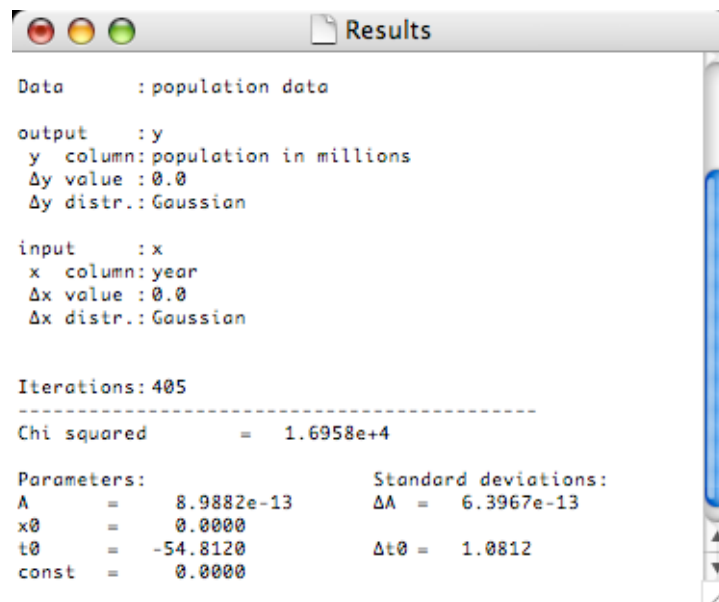 Results
Data : population data
output : y
y column: population in millions
Δy value : 0.0
Δy distr.: Gaussian
input : x
x column: year
Δx value : 0.0
Δx distr.: Gaussian
Iterations: 405
---------------------------------------------
Chi squared = 1.6958e+4
Parameters: Standard deviations:
A = 8.9882e-13 ΔA = 6.3967e-13
x0 = 0.0000
t0 = -54.8120 Δt0 = 1.0812
const = 0.0000